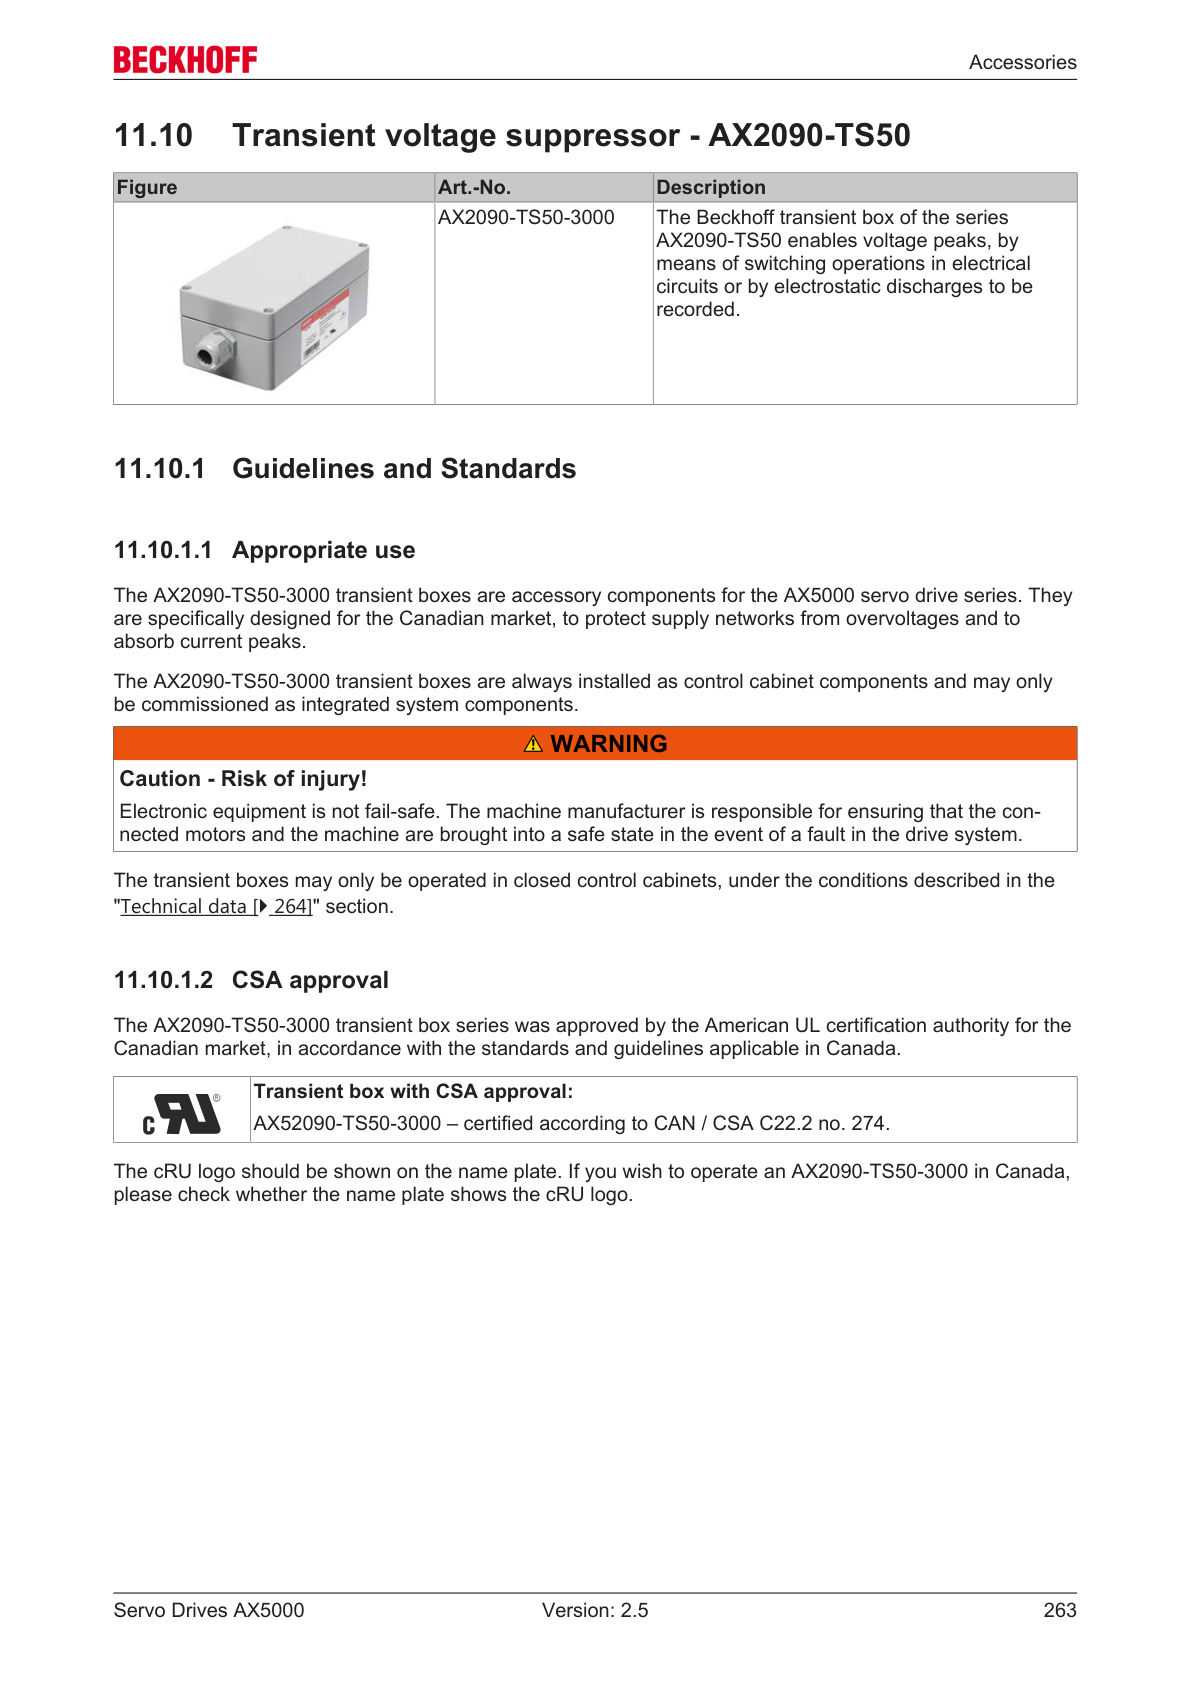 BECKHOFF
Accessories
11.10 Transient voltage suppressor - AX2090-TS50
Figure Art.-No. Description
AX2090-TS50-3000 The Beckhoff transient box of the series
AX2090-TS50 enables voltage peaks, by
means of switching operations in electrical
circuits or by electrostatic discharges to be
recorded.
11.10.1 Guidelines and Standards
11.10.1.1 Appropriate use
The AX2090-TS50-3000 transient boxes are accessory components for the AX5000 servo drive series. They
are specifically designed for the Canadian market, to protect supply networks from overvoltages and to
absorb current peaks.
The AX2090-TS50-3000 transient boxes are always installed as control cabinet components and may only
be commissioned as integrated system components.
WARNING
Caution - Risk of injury!
Electronic equipment is not fail-safe. The machine manufacturer is responsible for ensuring that the con-
nected motors and the machine are brought into a safe state in the event of a fault in the drive system.
The transient boxes may only be operated in closed control cabinets, under the conditions described in the
"Technical data [▶ 264]" section.
11.10.1.2 CSA approval
The AX2090-TS50-3000 transient box series was approved by the American UL certification authority for the
Canadian market, in accordance with the standards and guidelines applicable in Canada.
Transient box with CSA approval:
c RU ®
AX52090-TS50-3000 – certified according to CAN / CSA C22.2 no. 274.
The cRU logo should be shown on the name plate. If you wish to operate an AX2090-TS50-3000 in Canada,
please check whether the name plate shows the cRU logo.
Servo Drives AX5000 Version: 2.5 263